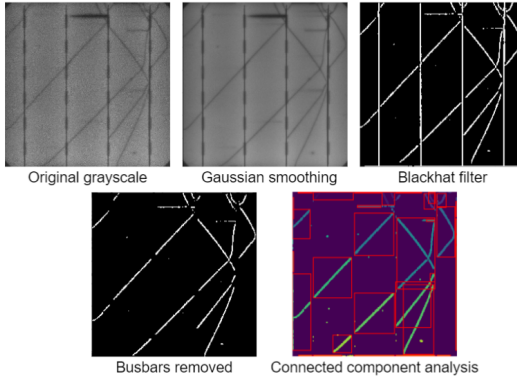 Original grayscale
Gaussian smoothing
Blackhat filter
Busbars removed
Connected component analysis